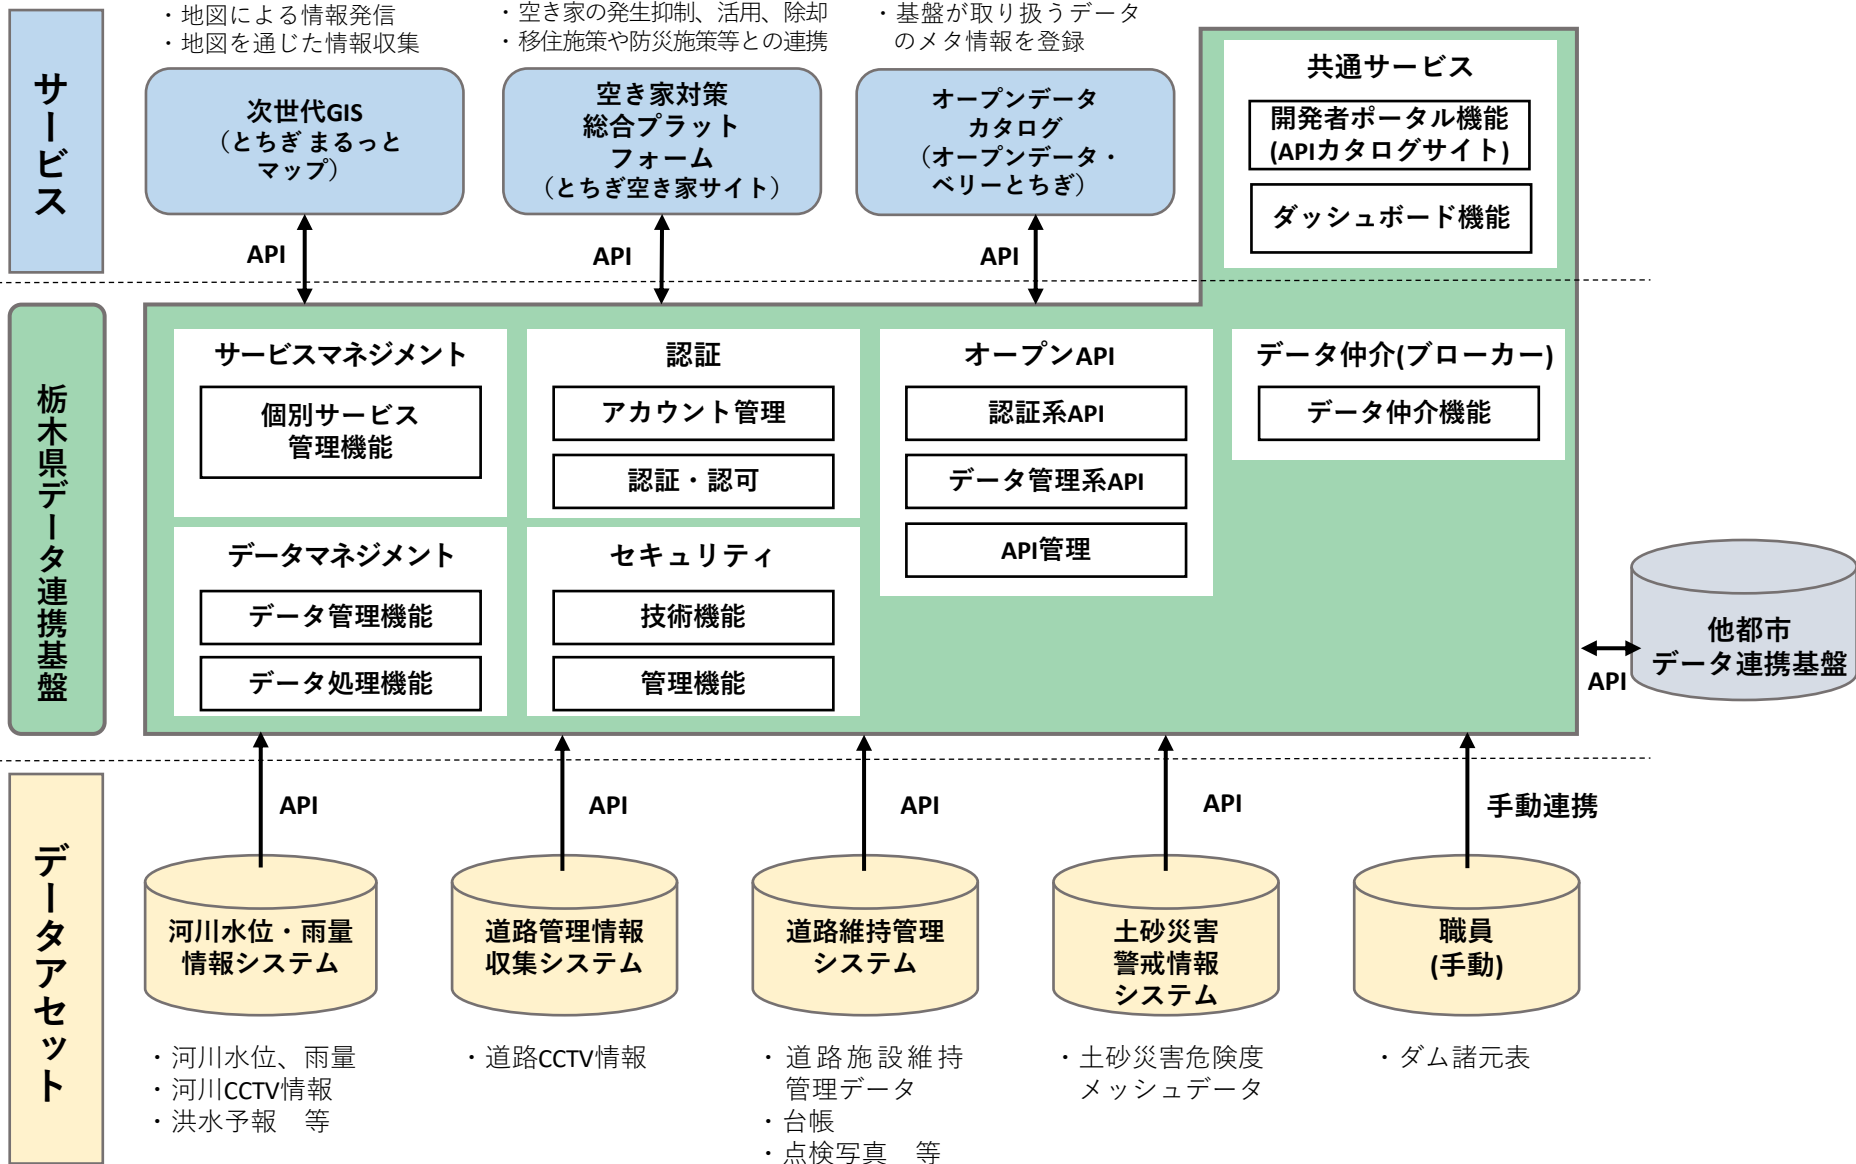 サービス
・地図による情報発信
・地図を通じた情報収集
・空き家の発生抑制、活用、除却
・移住施策や防災施策等との連携
・基盤が取り扱うデータ
のメタ情報を登録
次世代GIS
（とちぎ まるっと
マップ）
空き家対策
総合プラット
フォーム
（とちぎ空き家サイト）
オープンデータ
カタログ
（オープンデータ・
ベリーとちぎ）
共通サービス
開発者ポータル機能
(APIカタログサイト)
ダッシュボード機能
API
API
API
栃木県データ連携基盤
サービスマネジメント
個別サービス
管理機能
認証
アカウント管理
認証・認可
オープンAPI
認証系API
データ管理系API
API管理
データ仲介(ブローカー)
データ仲介機能
データマネジメント
データ管理機能
データ処理機能
セキュリティ
技術機能
管理機能
他都市
データ連携基盤
API
データアセット
API
API
API
API
手動連携
河川水位・雨量
情報システム
道路管理情報
収集システム
道路維持管理
システム
土砂災害
警戒情報
システム
職員
(手動)
・河川水位、雨量
・河川CCTV情報
・洪水予報　等
・道路CCTV情報
・道路施設維持
管理データ
・台帳
・点検写真　等
・土砂災害危険度
メッシュデータ
・ダム諸元表